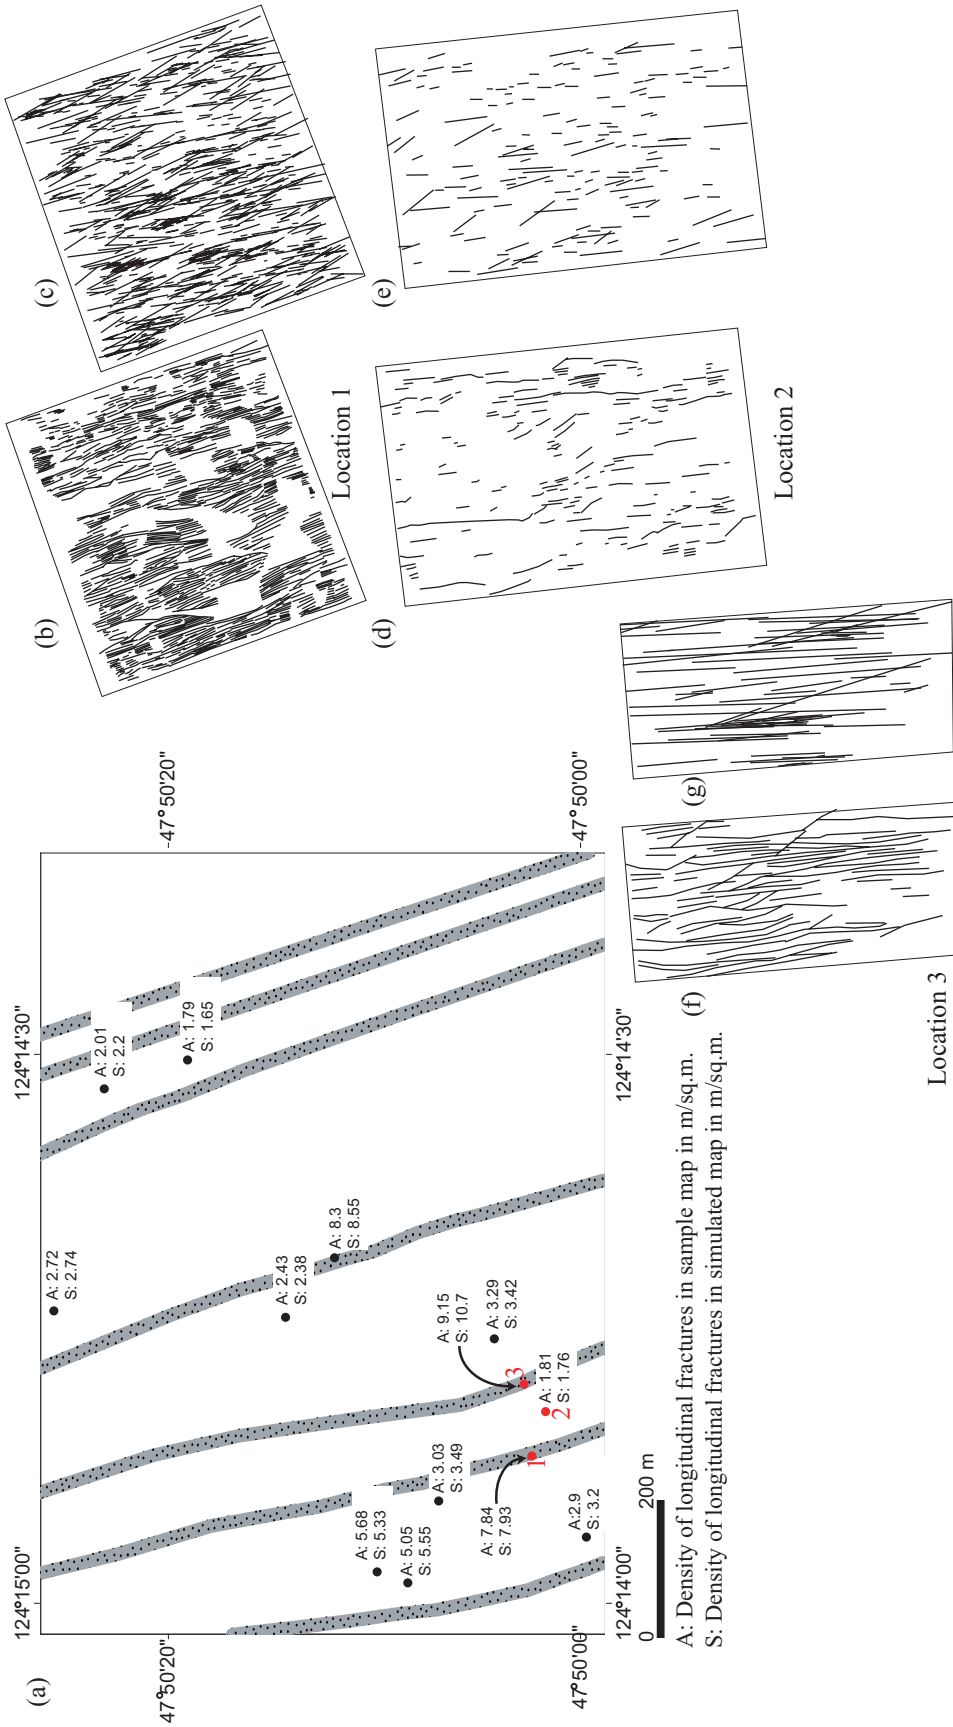 (a)
124°15'00"
124°14'30"
47°50'20"
47°50'20"
47°50'00"
47°50'00"
124°14'00"
124°14'30"
A: 2.72
S: 2.74
A: 2.01
S: 2.2
A: 1.79
S: 1.65
A: 2.43
S: 2.38
A: 8.3
S: 8.55
A: 5.68
S: 5.33
A: 5.05
S: 5.55
A: 3.03
S: 3.49
A: 9.15
S: 10.7
A: 3.29
S: 3.42
A: 7.84
S: 7.93
A: 1.81
S: 1.76
A:2.9
S: 3.2
1
2
3
0
200 m
A: Density of longitudinal fractures in sample map in m/sq.m.
S: Density of longitudinal fractures in simulated map in m/sq.m.
(b)
(c)
Location 1
(d)
(e)
Location 2
(f)
(g)
Location 3